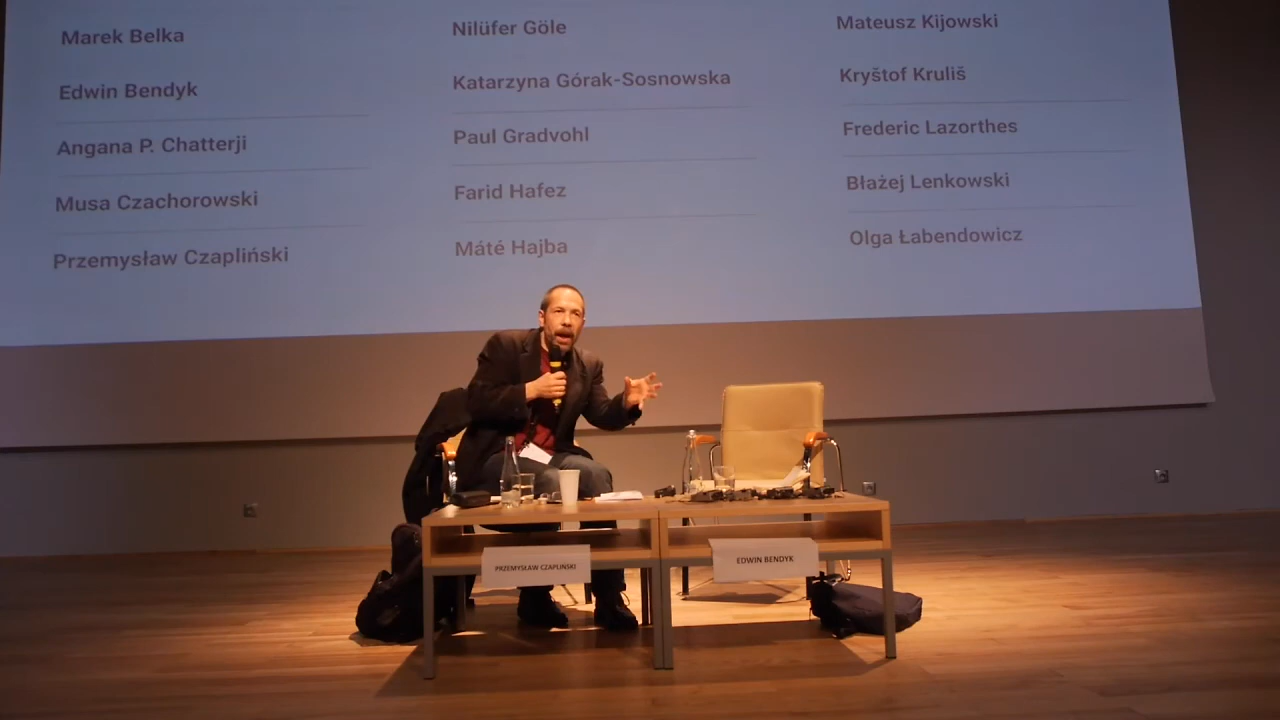 Marek Belka
Edwin Bendyk
Angana P. Chatterji
Musa Czachorowski
Przemysław Czapliński
Nilüfer Göle
Katarzyna Górak-Sosnowska
Paul Gradvohl
Farid Hafez
Máté Hajba
Mateusz Kijowski
Kryštof Kruliš
Frederic Lazorthes
Błażej Lenkowski
Olga Łabendowicz
PRZEMYSŁAW CZAPLIŃSKI
EDWIN BENDYK